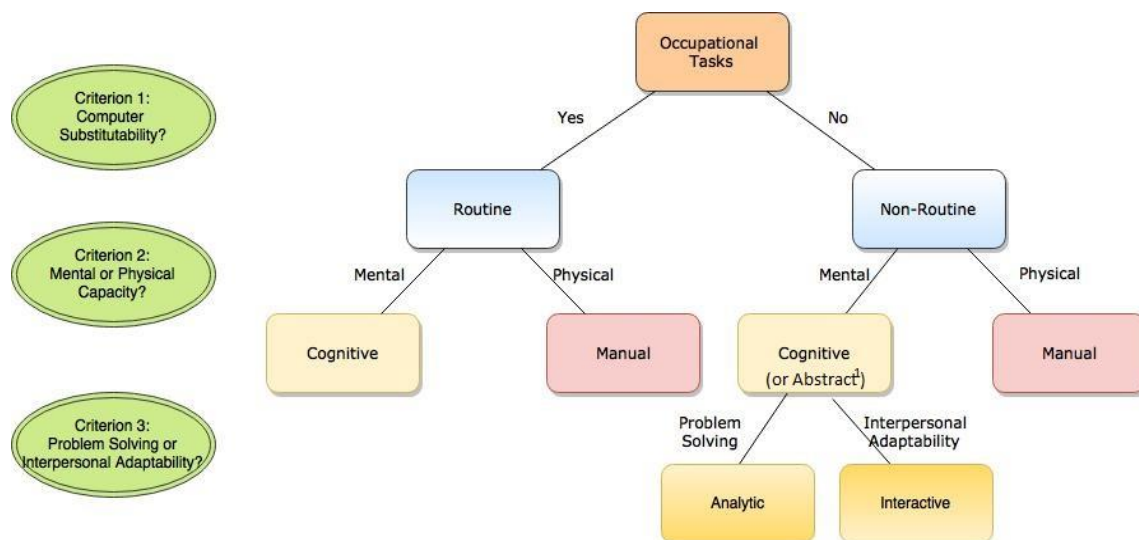 Occupational
Tasks
Criterion 1:
Computer
Substitutability?
Yes
No
Routine
Non-Routine
Criterion 2:
Mental or Physical
Capacity?
Mental
Physical
Mental
Physical
Cognitive
Manual
Cognitive
(or Abstract¹)
Manual
Criterion 3:
Problem Solving or
Interpersonal Adaptability?
Problem
Solving
Interpersonal
Adaptability
Analytic
Interactive